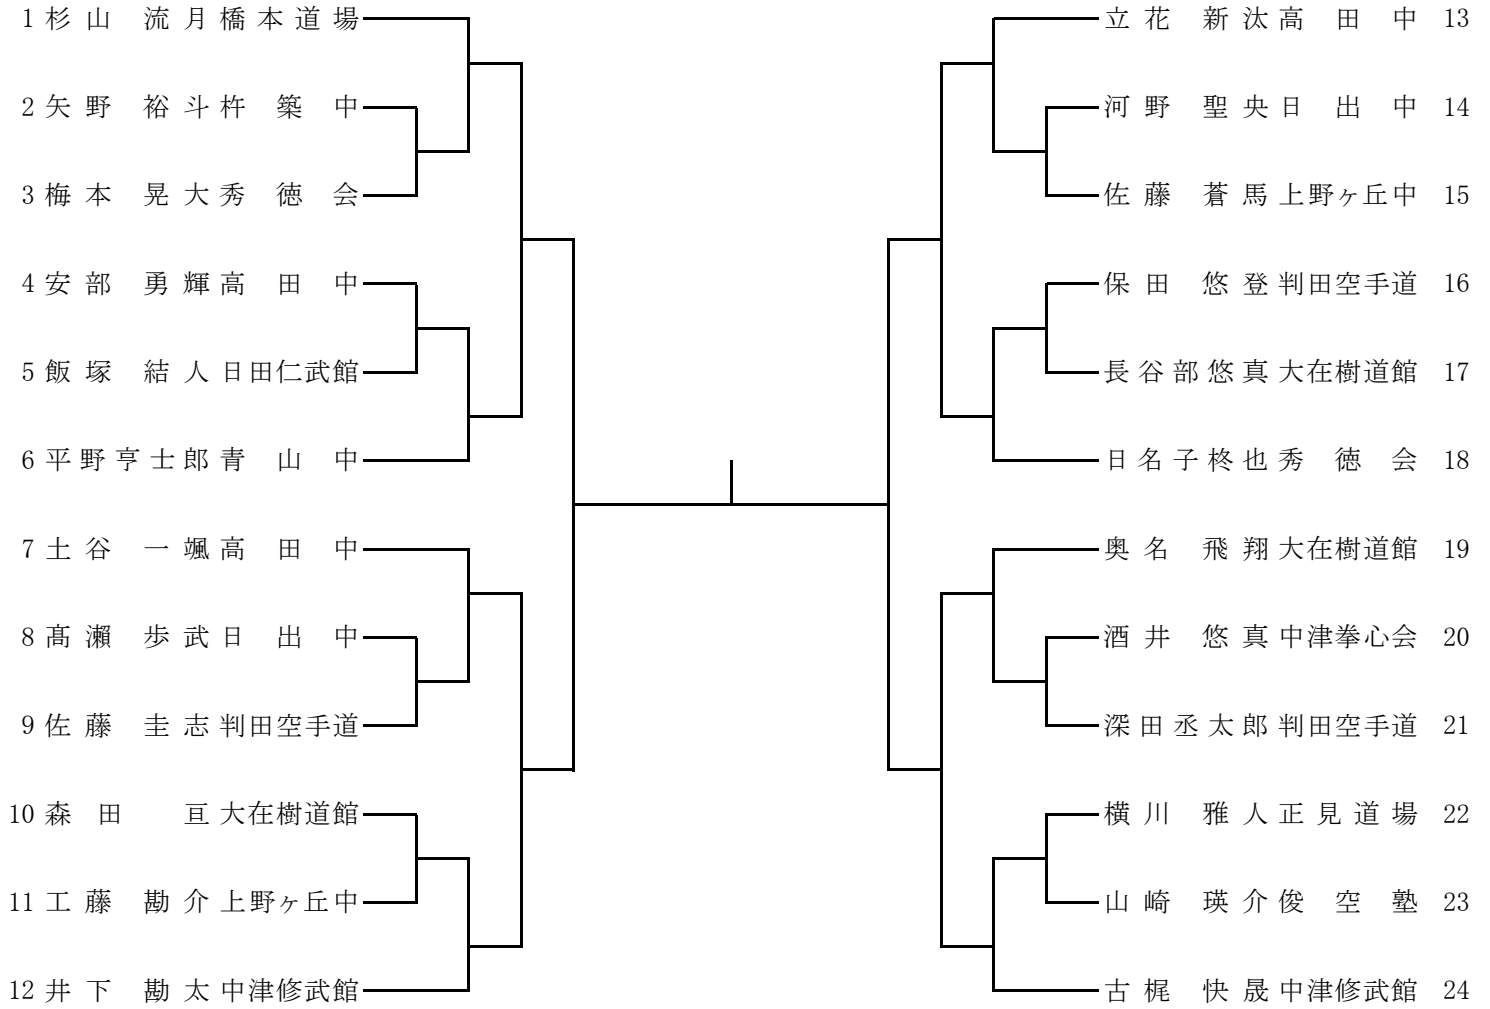 1 杉山 流月 橋本道場
2 矢野 裕斗 杵築中
3 梅本 晃大 秀徳会
4 安部 勇輝 高田中
5 飯塚 結人 日田仁武館
6 平野亨士郎 青山中
7 土谷 一颯 高田中
8 髙瀨 歩武 日出中
9 佐藤 圭志 判田空手道
10 森田 亘 大在樹道館
11 工藤 勘介 上野ヶ丘中
12 井下 勘太 中津修武館
立花 新汰 高田中 13
河野 聖央 日出中 14
佐藤 蒼馬 上野ヶ丘中 15
保田 悠登 判田空手道 16
長谷部悠真 大在樹道館 17
日名子柊也 秀徳会 18
奥名 飛翔 大在樹道館 19
酒井 悠真 中津拳心会 20
深田丞太郎 判田空手道 21
横川 雅人 正見道場 22
山崎 瑛介 俊空塾 23
古梶 快晟 中津修武館 24